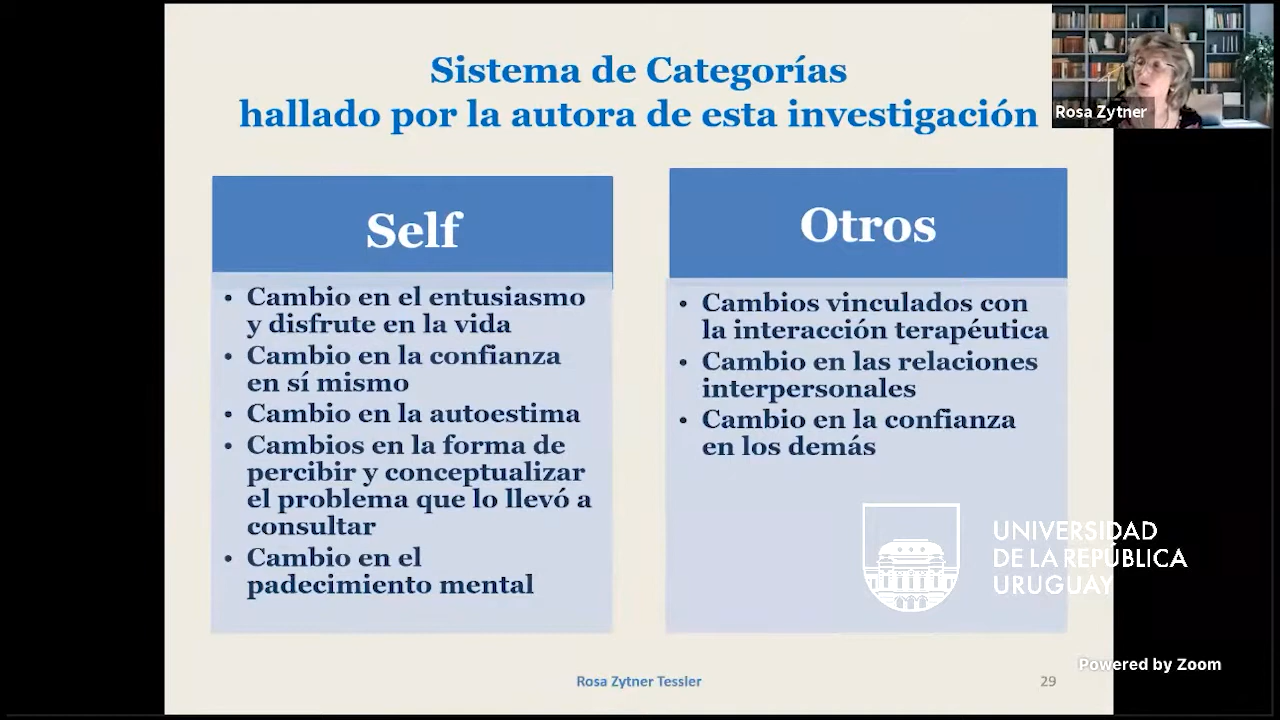 Sistema de Categorías
hallado por la autora de esta investigación
Rosa Zytner
Self
• Cambio en el entusiasmo
y disfrute en la vida
• Cambio en la confianza
en sí mismo
• Cambio en la autoestima
• Cambios en la forma de
percibir y conceptualizar
el problema que lo llevó a
consultar
• Cambio en el
padecimiento mental
Otros
• Cambios vinculados con
la interacción terapéutica
• Cambio en las relaciones
interpersonales
• Cambio en la confianza
en los demás
UNIVERSIDAD
DE LA REPÚBLICA
URUGUAY
Powered by Zoom
Rosa Zytner Tessler
29